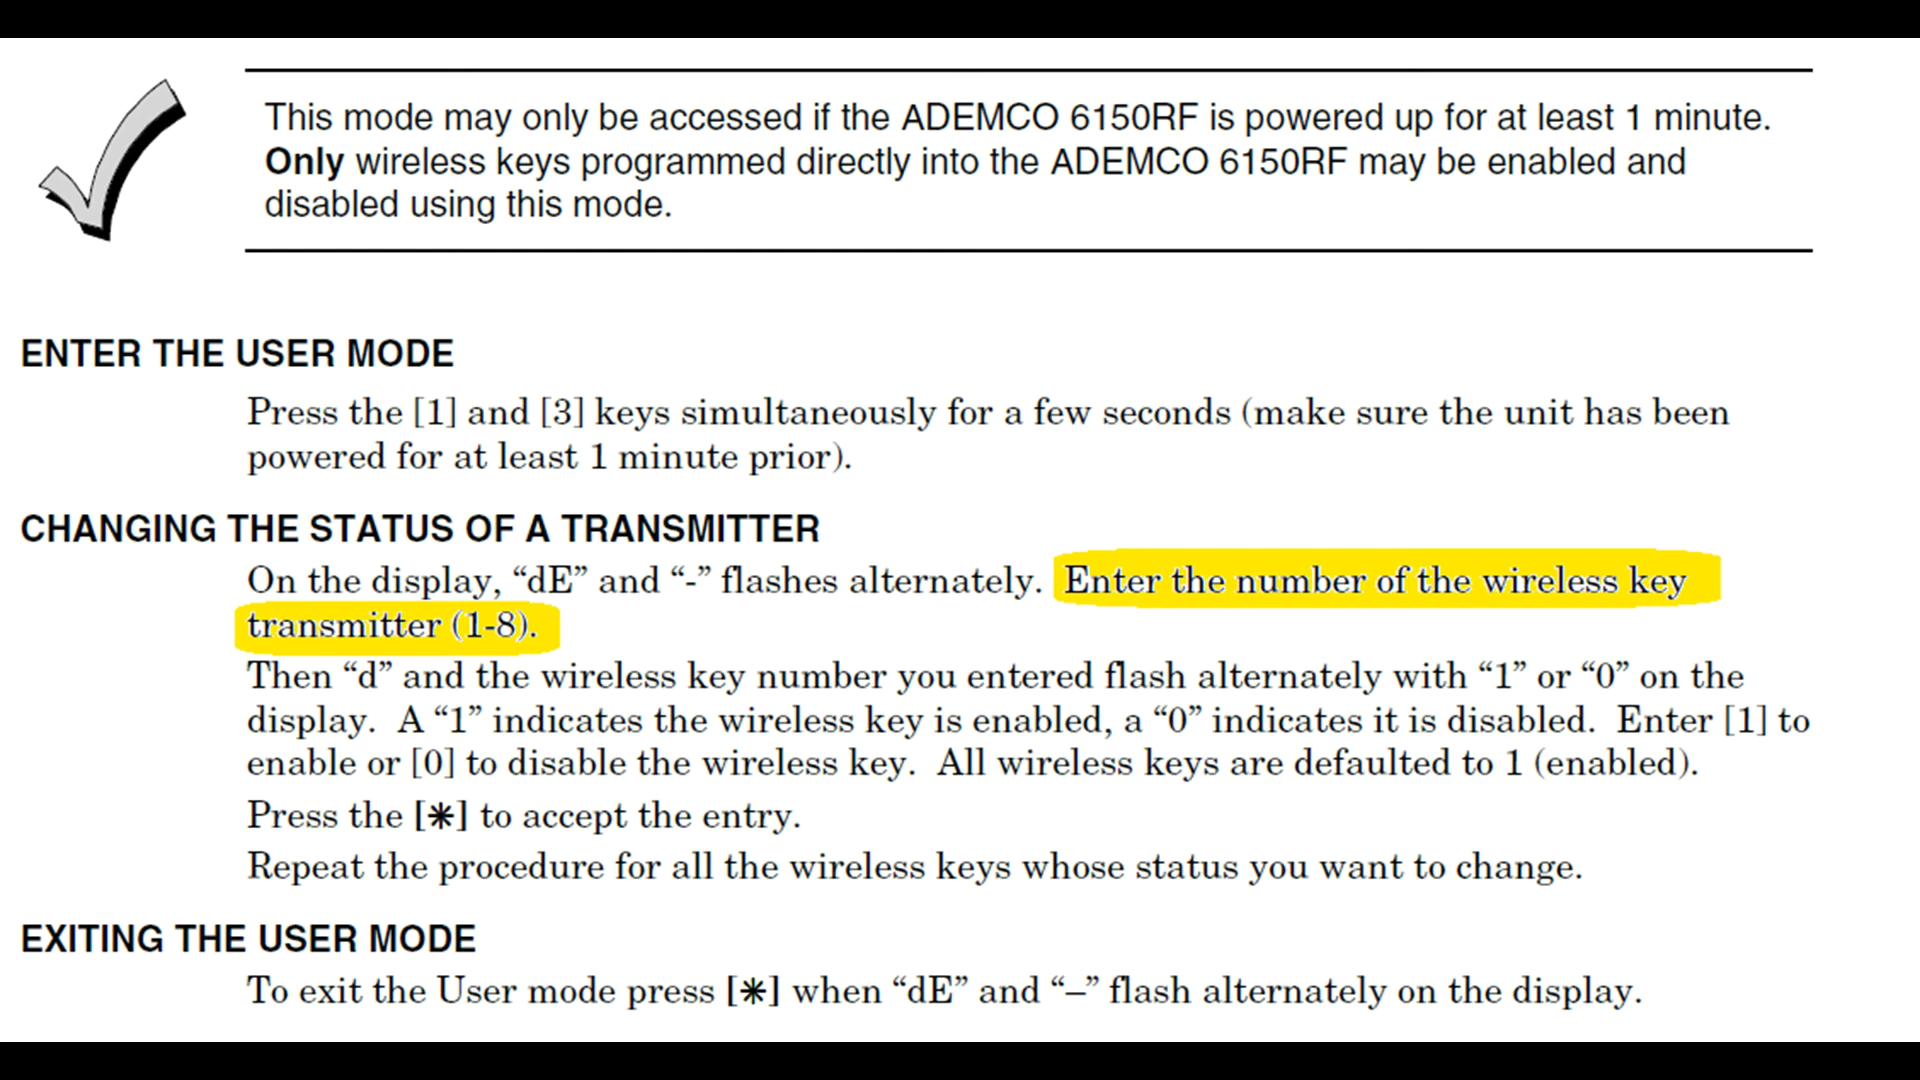 This mode may only be accessed if the ADEMCO 6150RF is powered up for at least 1 minute.
Only wireless keys programmed directly into the ADEMCO 6150RF may be enabled and
disabled using this mode.
ENTER THE USER MODE
Press the [1] and [3] keys simultaneously for a few seconds (make sure the unit has been
powered for at least 1 minute prior).
CHANGING THE STATUS OF A TRANSMITTER
On the display, “dE” and “-” flashes alternately. Enter the number of the wireless key
transmitter (1-8).
Then “d” and the wireless key number you entered flash alternately with “1” or “0” on the
display. A “1” indicates the wireless key is enabled, a “0” indicates it is disabled. Enter [1] to
enable or [0] to disable the wireless key. All wireless keys are defaulted to 1 (enabled).
Press the [✱] to accept the entry.
Repeat the procedure for all the wireless keys whose status you want to change.
EXITING THE USER MODE
To exit the User mode press [✱] when “dE” and “–” flash alternately on the display.